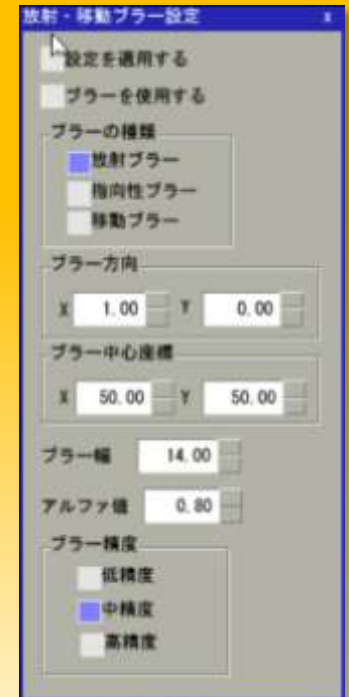 放射・移動ブラー設定 x
設定を適用する
ブラーを使用する
ブラーの種類
放射ブラー
指向性ブラー
移動ブラー
ブラー方向
X 1.00 Y 0.00
ブラー中心座標
X 50.00 Y 50.00
ブラー幅 14.00
アルファ値 0.80
ブラー精度
低精度
中精度
高精度